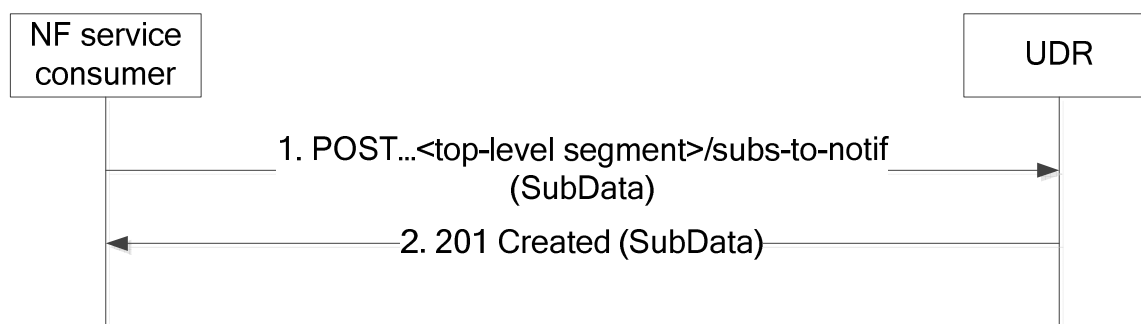 NF service
consumer
UDR
1. POST...<top-level segment>/subs-to-notif
(SubData)
2. 201 Created (SubData)